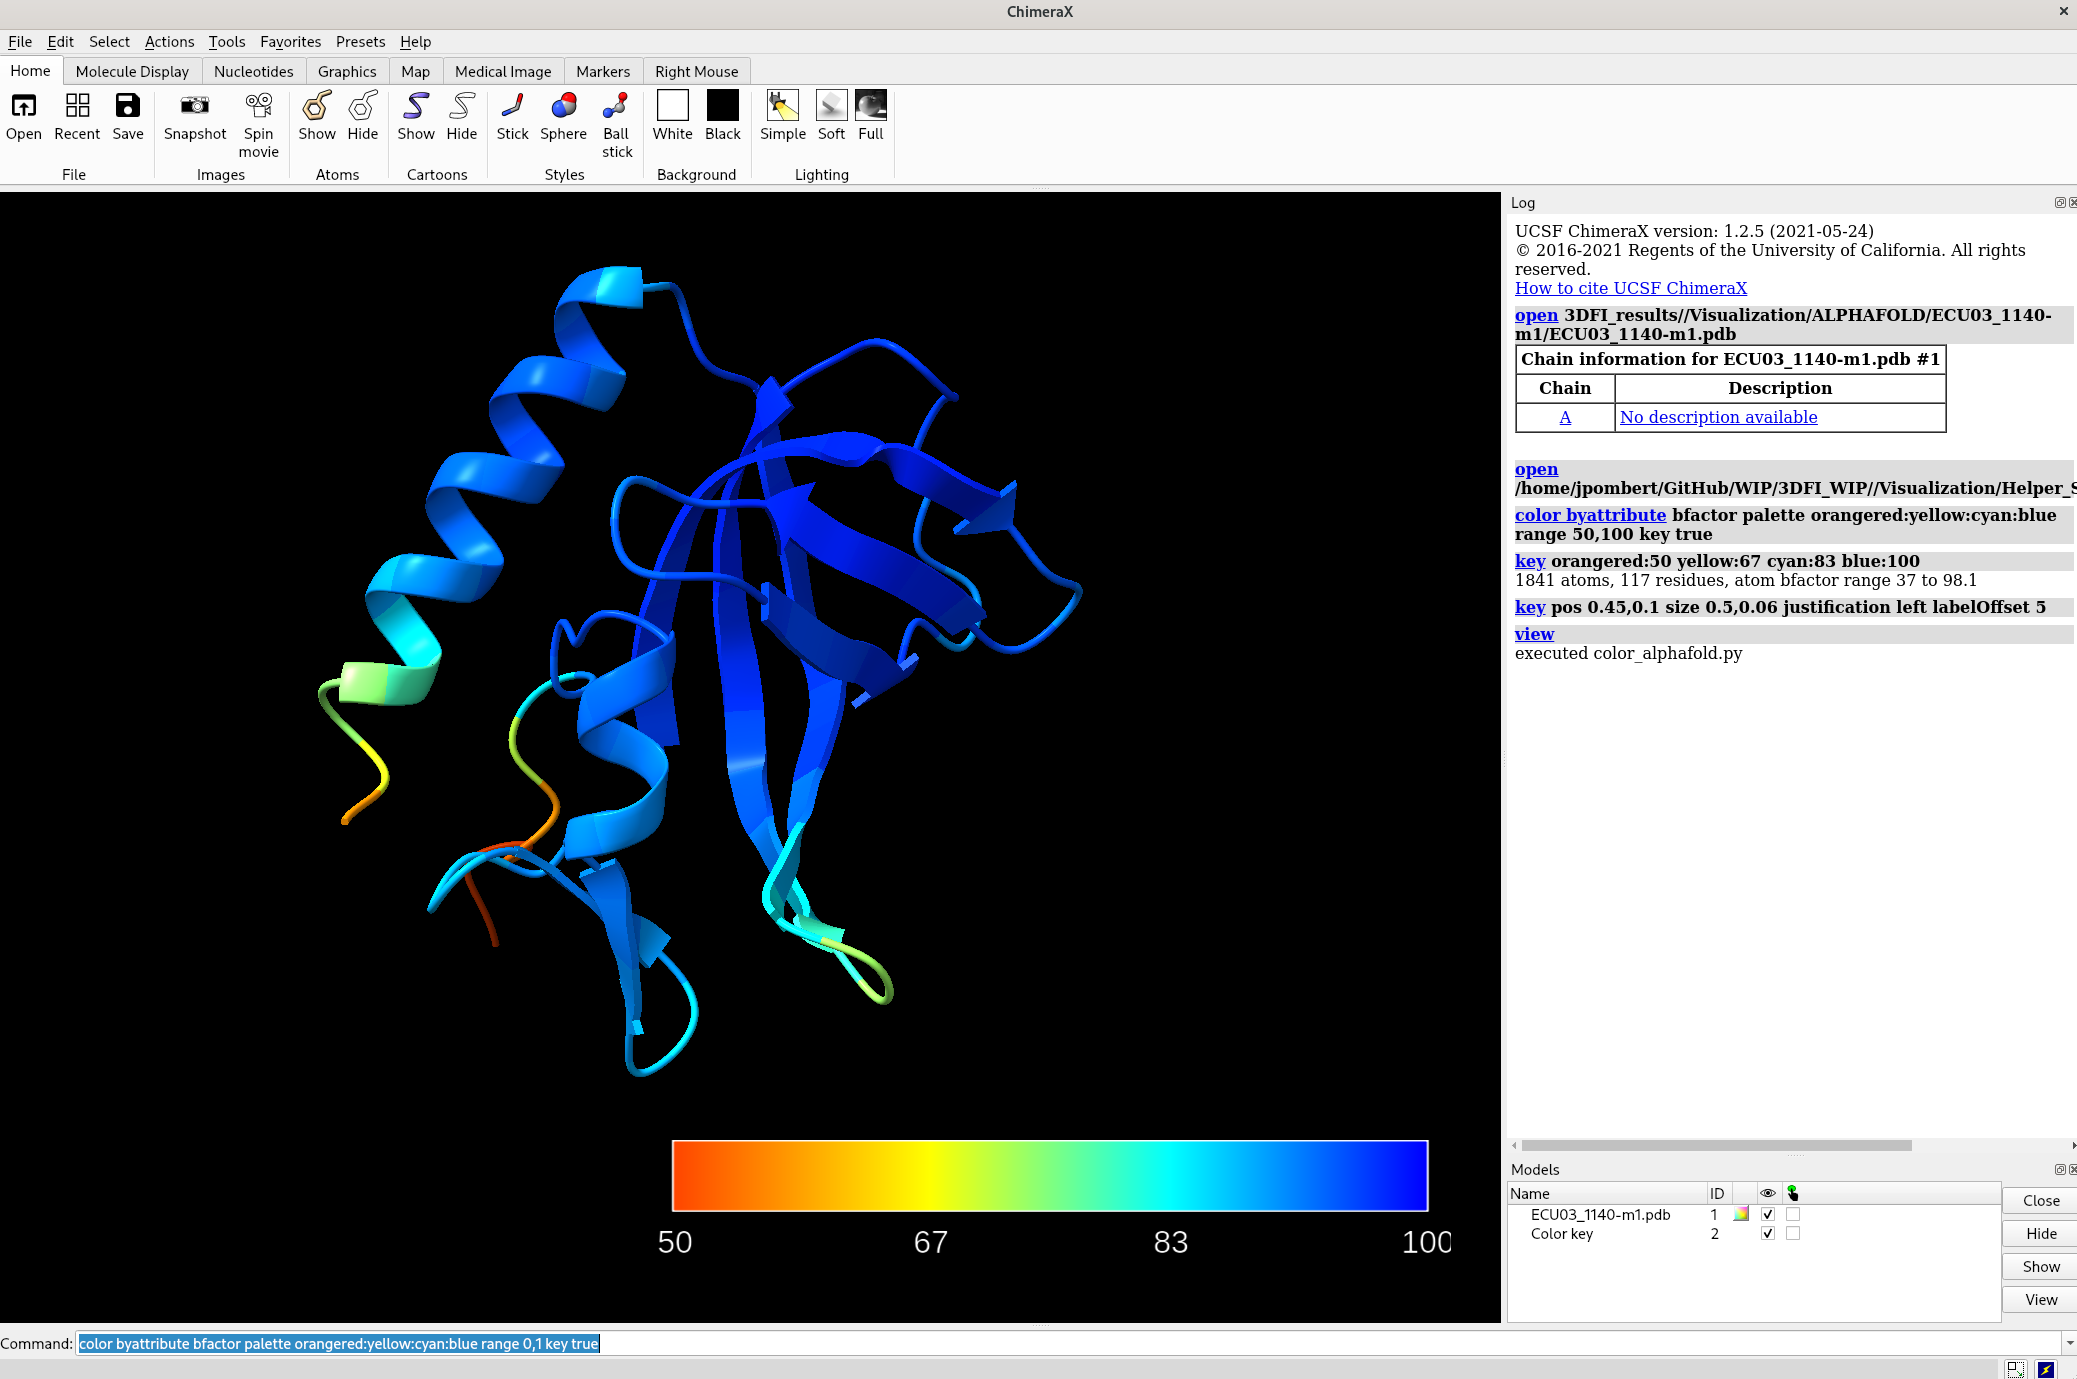 ChimeraX
File Edit Select Actions Tools Favorites Presets Help
Home Molecule Display Nucleotides Graphics Map Medical Image Markers Right Mouse
Open Recent Save Snapshot Spin movie Show Hide Show Hide Stick Sphere Ball stick White Black Simple Soft Full
File Images Atoms Cartoons Styles Background Lighting
Log
UCSF ChimeraX version: 1.2.5 (2021-05-24)
© 2016-2021 Regents of the University of California. All rights
reserved.
How to cite UCSF ChimeraX
open 3DFI_results//Visualization/ALPHAFOLD/ECU03_1140-
m1/ECU03_1140-m1.pdb
Chain information for ECU03_1140-m1.pdb #1
Chain Description
A No description available
open
/home/jpombert/GitHub/WIP/3DFI_WIP//Visualization/Helper_S
color byattribute bfactor palette orangered:yellow:cyan:blue
range 50,100 key true
key orangered:50 yellow:67 cyan:83 blue:100
1841 atoms, 117 residues, atom bfactor range 37 to 98.1
key pos 0.45,0.1 size 0.5,0.06 justification left labelOffset 5
view
executed color_alphafold.py
50 67 83 100
Models
Name ID
ECU03_1140-m1.pdb 1
Color key 2
Close
Hide
Show
View
Command: color byattribute bfactor palette orangered:yellow:cyan:blue range 0,1 key true